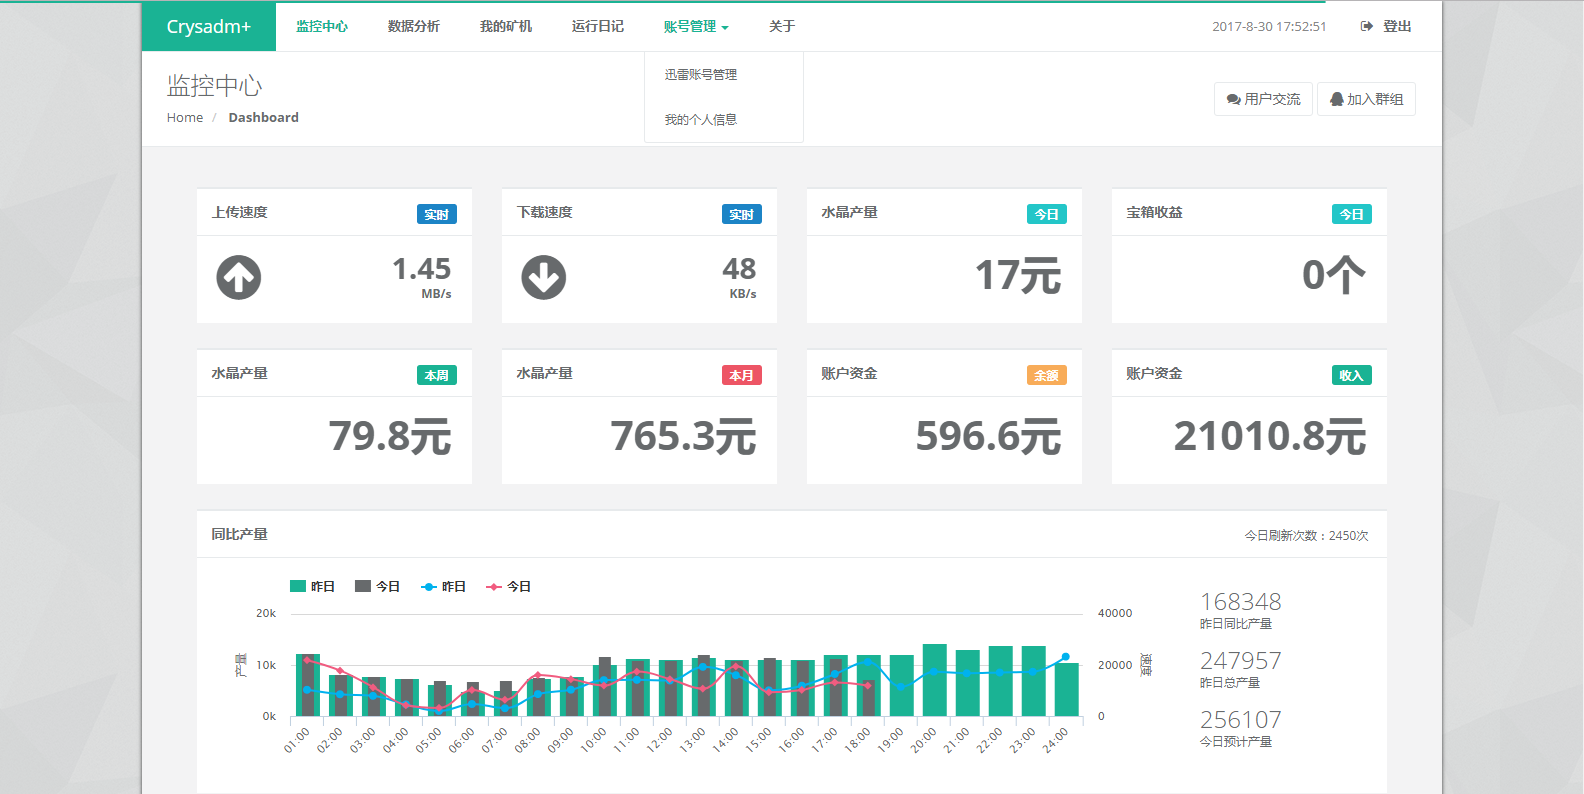 Crysadm+
监控中心
数据分析
我的矿机
运行日记
账号管理
关于
2017-8-30 17:52:51
登出
迅雷账号管理
我的个人信息
监控中心
Home / Dashboard
用户交流
加入群组
上传速度
实时
1.45
MB/s
下载速度
实时
48
KB/s
水晶产量
今日
17元
宝箱收益
今日
0个
水晶产量
本周
79.8元
水晶产量
本月
765.3元
账户资金
余额
596.6元
账户资金
收入
21010.8元
同比产量
今日刷新次数：2450次
昨日
今日
昨日
今日
20k
10k
0k
产量
40000
20000
0
速度
01:00
02:00
03:00
04:00
05:00
06:00
07:00
08:00
09:00
10:00
11:00
12:00
13:00
14:00
15:00
16:00
17:00
18:00
19:00
20:00
21:00
22:00
23:00
24:00
168348
昨日同比产量
247957
昨日总产量
256107
今日预计产量